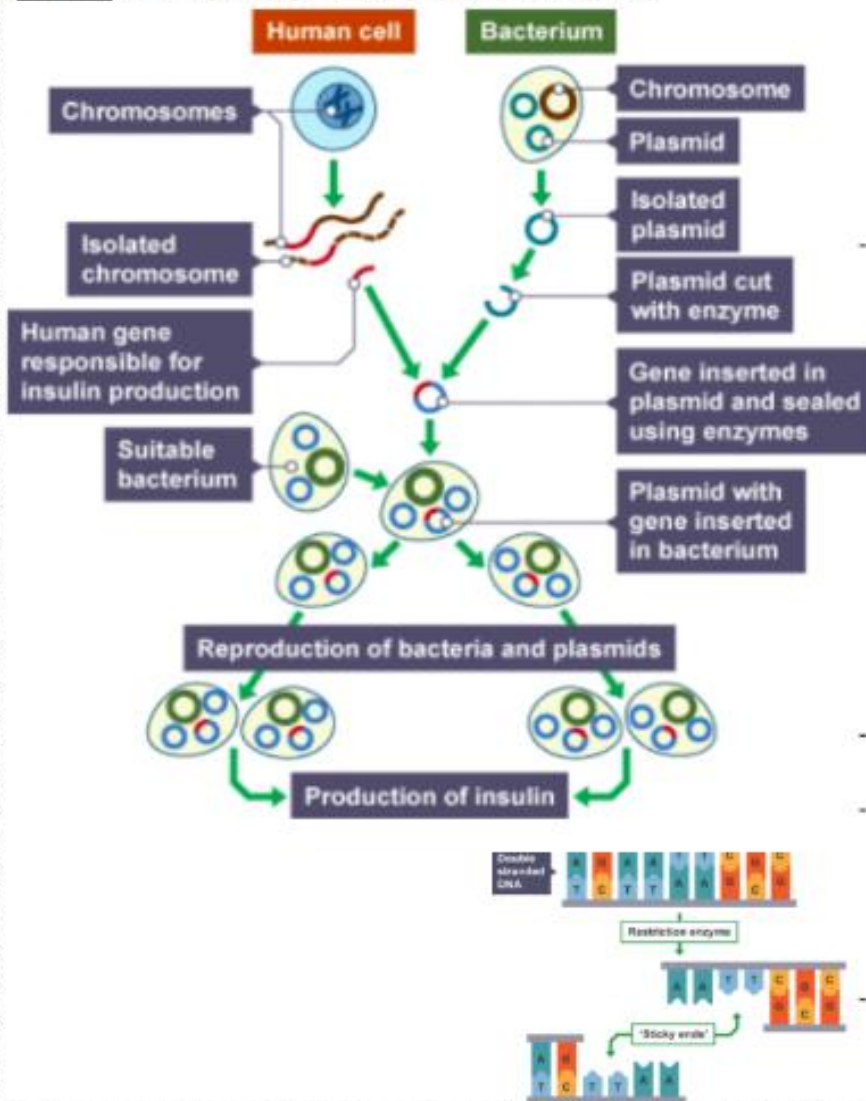 Human cell
Bacterium
Chromosomes
Chromosome
Plasmid
Isolated
plasmid
Isolated
chromosome
Plasmid cut
with enzyme
Human gene
responsible for
insulin production
Gene inserted in
plasmid and sealed
using enzymes
Suitable
bacterium
Plasmid with
gene inserted
in bacterium
Reproduction of bacteria and plasmids
Production of insulin
Double
stranded
DNA
A G A A T T C G C
T C T T A A G C G
Restriction enzyme
A A T T C G C
G C G
'Sticky ends'
A G
T C T T A A